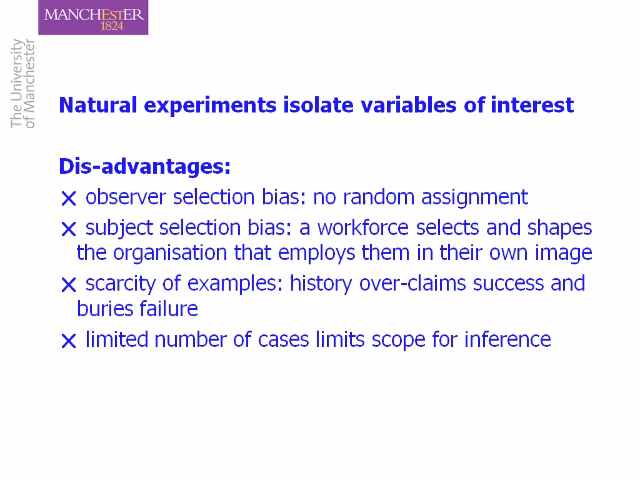 MANCHESTER
1824
The University
of Manchester
Natural experiments isolate variables of interest
Dis-advantages:
✕ observer selection bias: no random assignment
✕ subject selection bias: a workforce selects and shapes
the organisation that employs them in their own image
✕ scarcity of examples: history over-claims success and
buries failure
✕ limited number of cases limits scope for inference